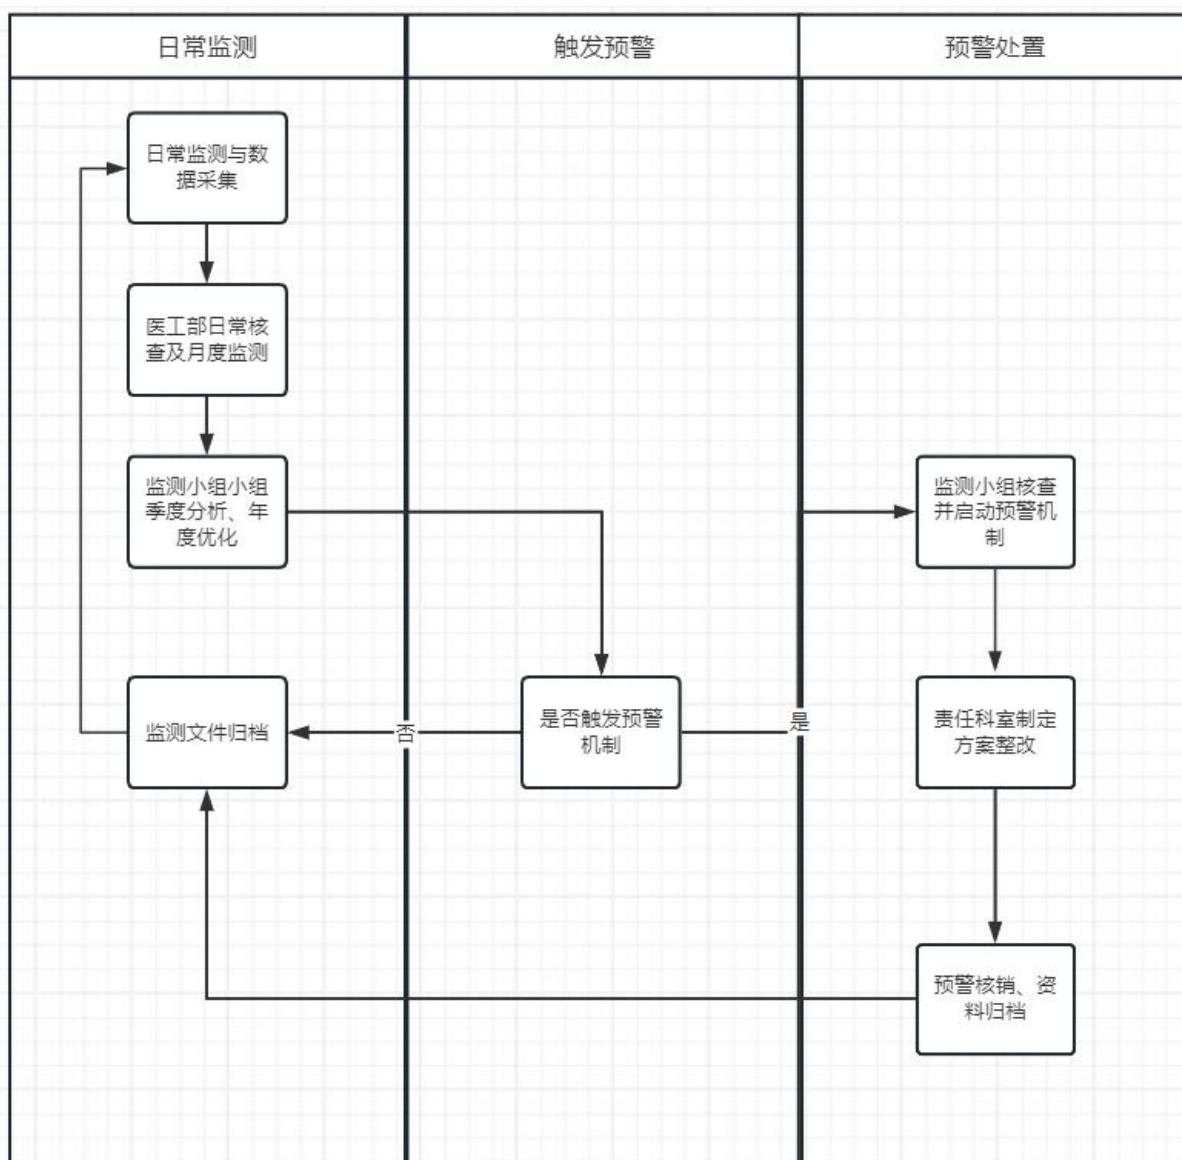 日常监测
触发预警
预警处置
日常监测与数
据采集
医工部日常核
查及月度监测
监测小组小组
季度分析、年
度优化
监测文件归档
否
是否触发预警
机制
是
监测小组核查
并启动预警机
制
责任科室制定
方案整改
预警核销、资
料归档